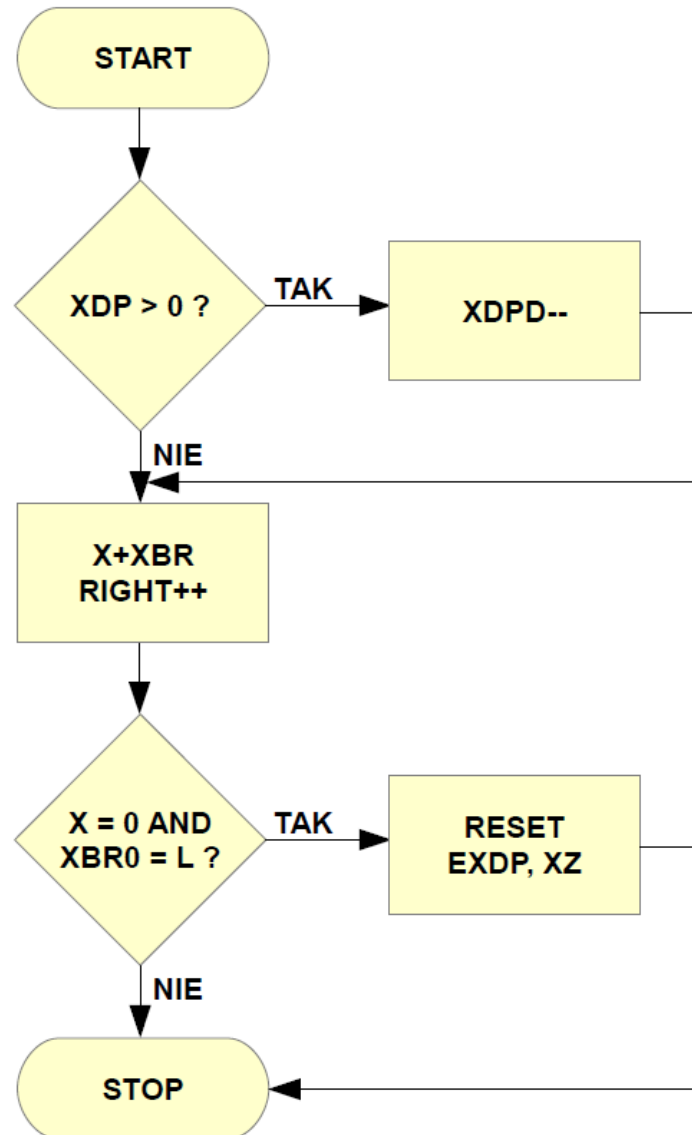 START
XDP > 0 ?
TAK
XDPD--
NIE
X+XBR
RIGHT++
X = 0 AND
XBR0 = L ?
TAK
RESET
EXDP, XZ
NIE
STOP